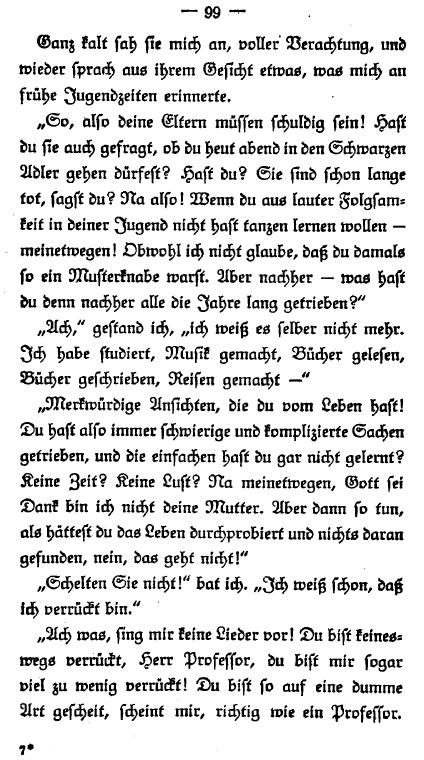 — 99 —
Ganz kalt sah sie mich an, voller Verachtung, und
wieder sprach aus ihrem Gesicht etwas, was mich an
frühe Jugendzeiten erinnerte.
„So, also deine Eltern müssen schuldig sein! Hast
du sie auch gefragt, ob du heut abend in den Schwarzen
Adler gehen dürfest? Hast du? Sie sind schon lange
tot, sagst du? Na also! Wenn du aus lauter Folgsam-
keit in deiner Jugend nicht hast tanzen lernen wollen —
meinetwegen! Obwohl ich nicht glaube, daß du damals
so ein Musterknabe warst. Aber nachher — was hast
du denn nachher alle die Jahre lang getrieben?“
„Ach,“ gestand ich, „ich weiß es selber nicht mehr.
Ich habe studiert, Musik gemacht, Bücher gelesen,
Bücher geschrieben, Reisen gemacht —“
„Merkwürdige Ansichten, die du vom Leben hast!
Du hast also immer schwierige und komplizierte Sachen
getrieben, und die einfachen hast du gar nicht gelernt?
Keine Zeit? Keine Lust? Na meinetwegen, Gott sei
Dank bin ich nicht deine Mutter. Aber dann so tun,
als hättest du das Leben durchprobiert und nichts daran
gefunden, nein, das geht nicht!“
„Schelten Sie nicht!“ bat ich. „Ich weiß schon, daß
ich verrückt bin.“
„Ach was, sing mir keine Lieder vor! Du bist keines-
wegs verrückt, Herr Professor, du bist mir sogar
viel zu wenig verrückt! Du bist so auf eine dumme
Art gescheit, scheint mir, richtig wie ein Professor.
7*